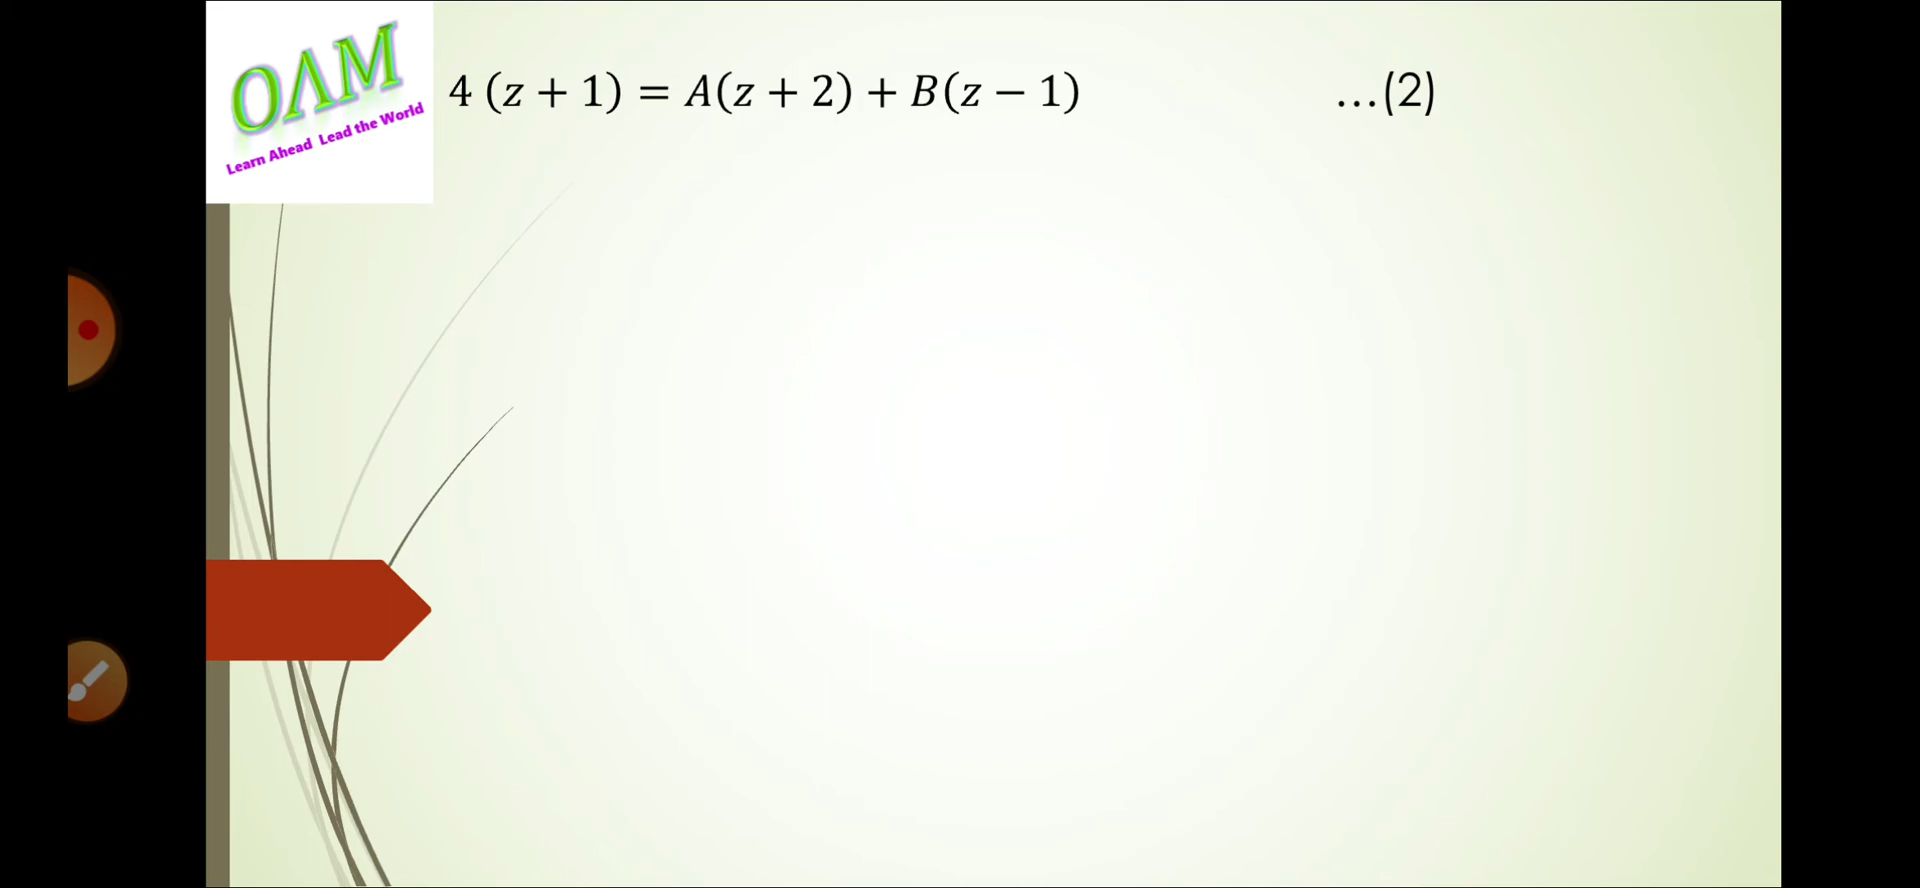 OΛM
Learn Ahead Lead the World
4 (z + 1) = A(z + 2) + B(z − 1) …(2)